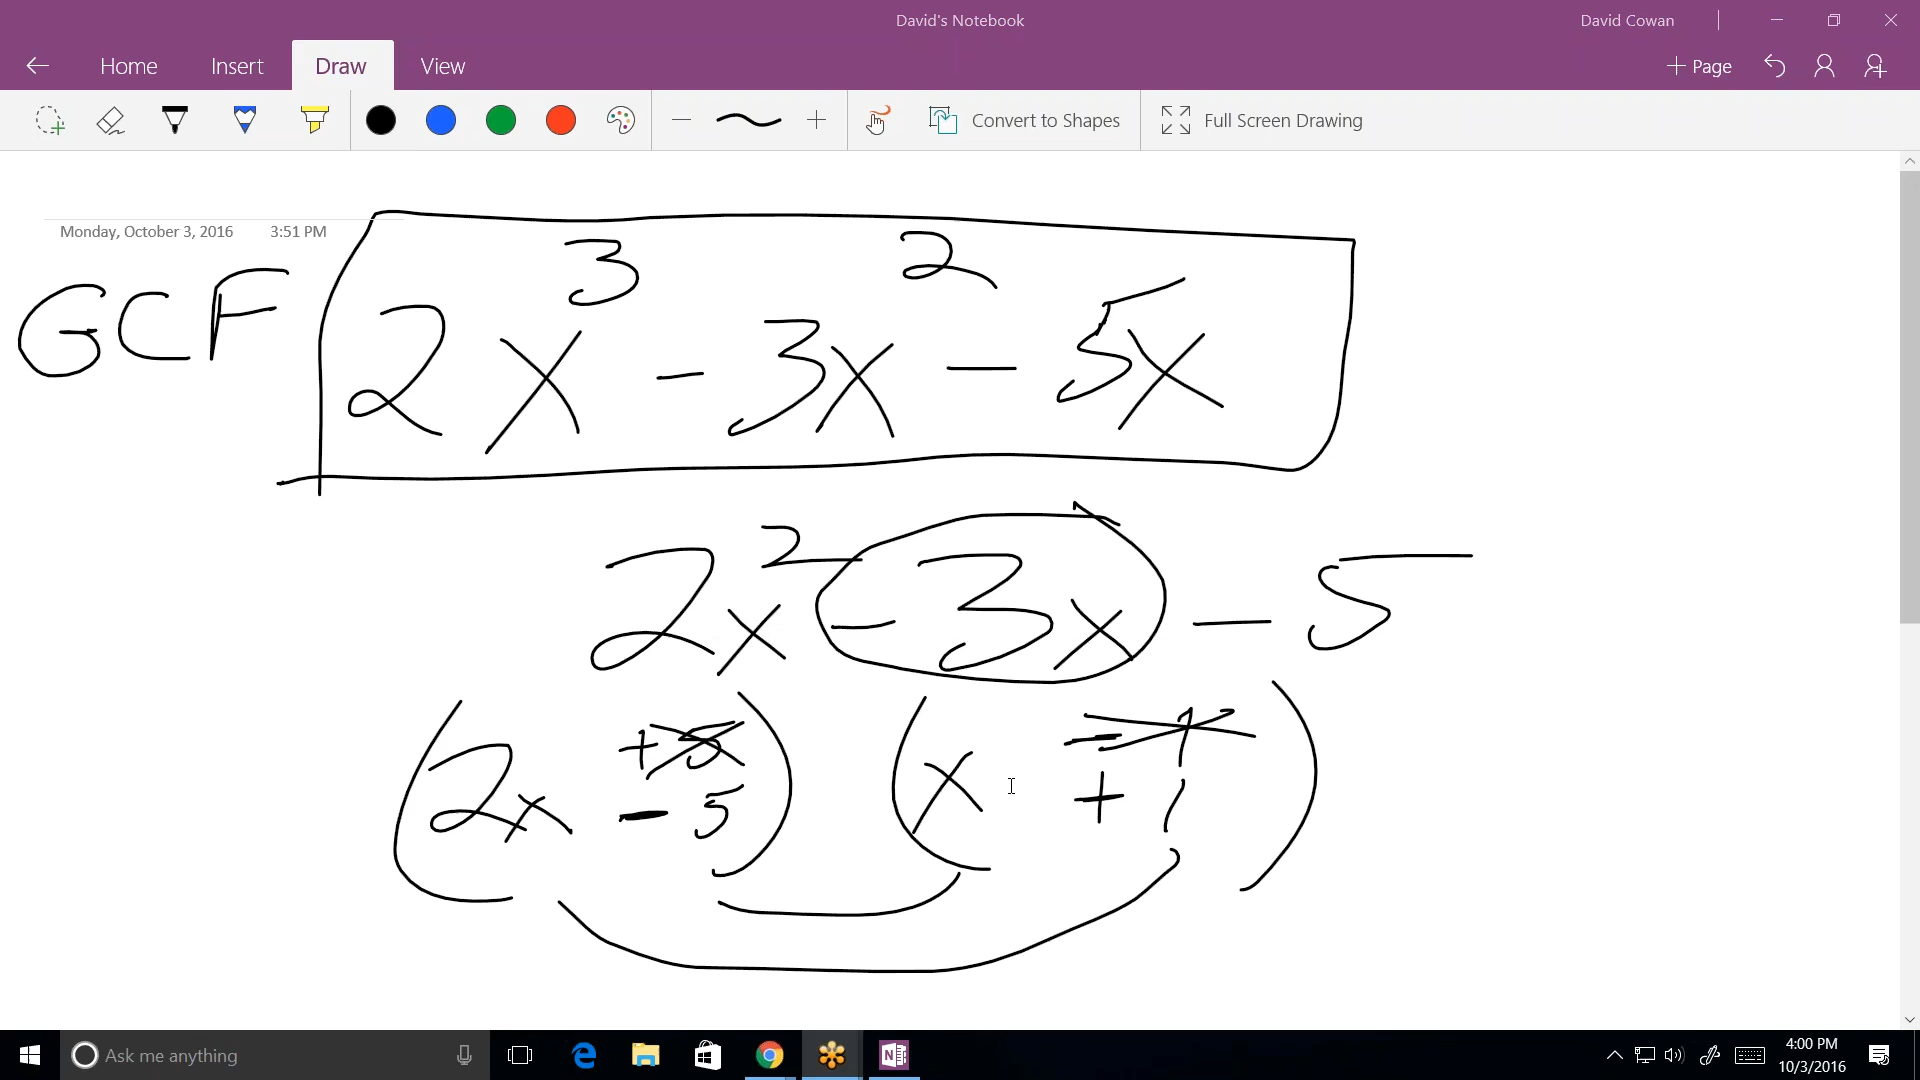 David's Notebook David Cowan
Home Insert Draw View + Page
Convert to Shapes Full Screen Drawing
Monday, October 3, 2016 3:51 PM
GCF 2x³ - 3x² - 5x
2x² - 3x - 5
+5 -1
(2x - 5) (x + 1)
Ask me anything
4:00 PM
10/3/2016